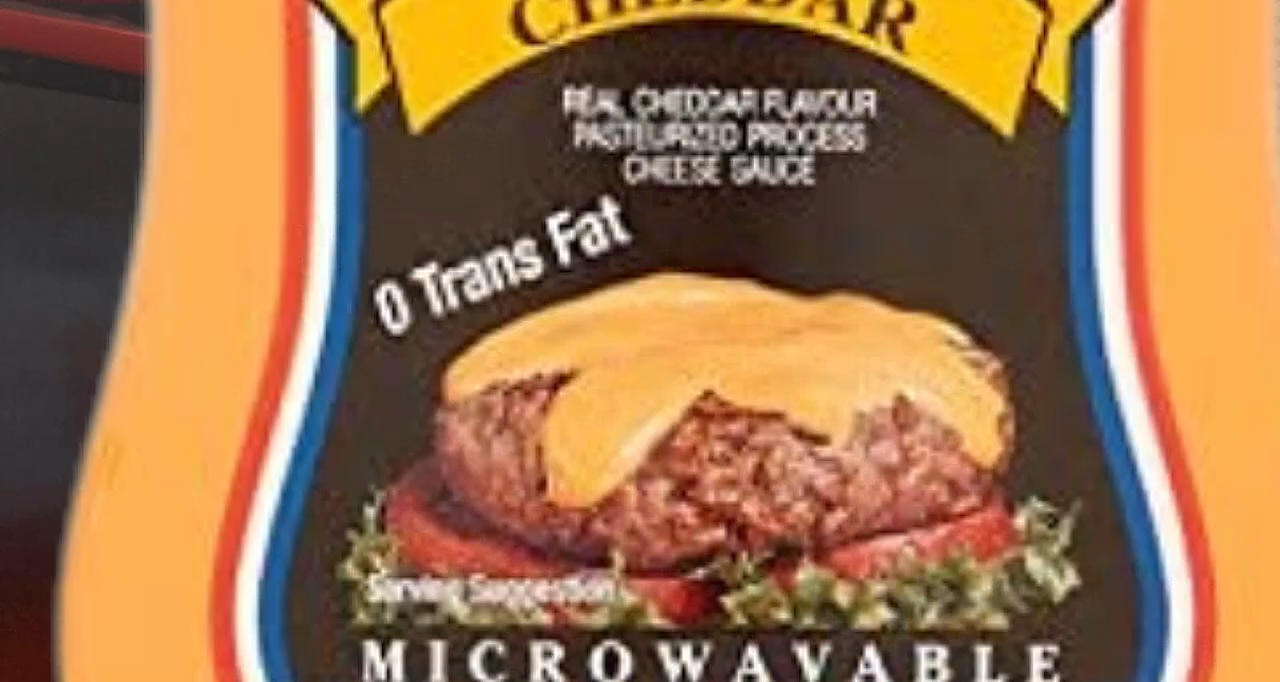 CHEDDAR
REAL CHEDDAR FLAVOUR
PASTEURIZED PROCESS
CHEESE SAUCE
0 Trans Fat
Serving Suggestion
MICROWAVABLE